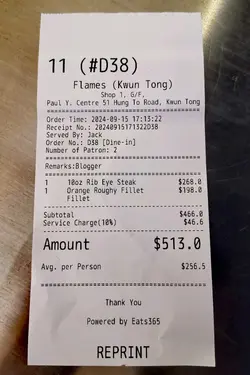 11 (#D38)
Flames (Kwun Tong)
Shop 1, G/F,
Paul Y. Centre 51 Hung To Road, Kwun Tong
Order Time: 2024-09-15 17:13:22
Receipt No.: 20240915171322D38
Served By: Jack
Order No.: D38 [Dine-in]
Number of Patron: 2
Remarks:Blogger
1 10oz Rib Eye Steak $268.0
1 Orange Roughy Fillet $198.0
Fillet
Subtotal $466.0
Service Charge(10%) $46.6
Amount $513.0
Avg. per Person $256.5
Thank You
Powered by Eats365
REPRINT